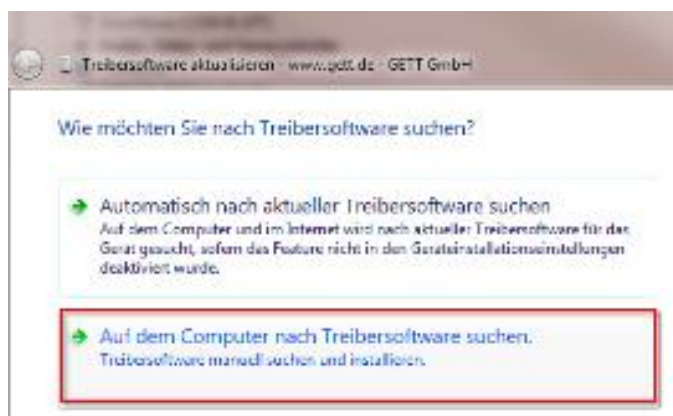 Treibersoftware aktualisieren - www.gett.de - GETT GmbH
Wie möchten Sie nach Treibersoftware suchen?
Automatisch nach aktueller Treibersoftware suchen
Auf dem Computer und im Internet wird nach aktueller Treibersoftware für das
Gerät gesucht, sofern das Feature nicht in den Geräteinstallationseinstellungen
deaktiviert wurde.
Auf dem Computer nach Treibersoftware suchen.
Treibersoftware manuell suchen und installieren.